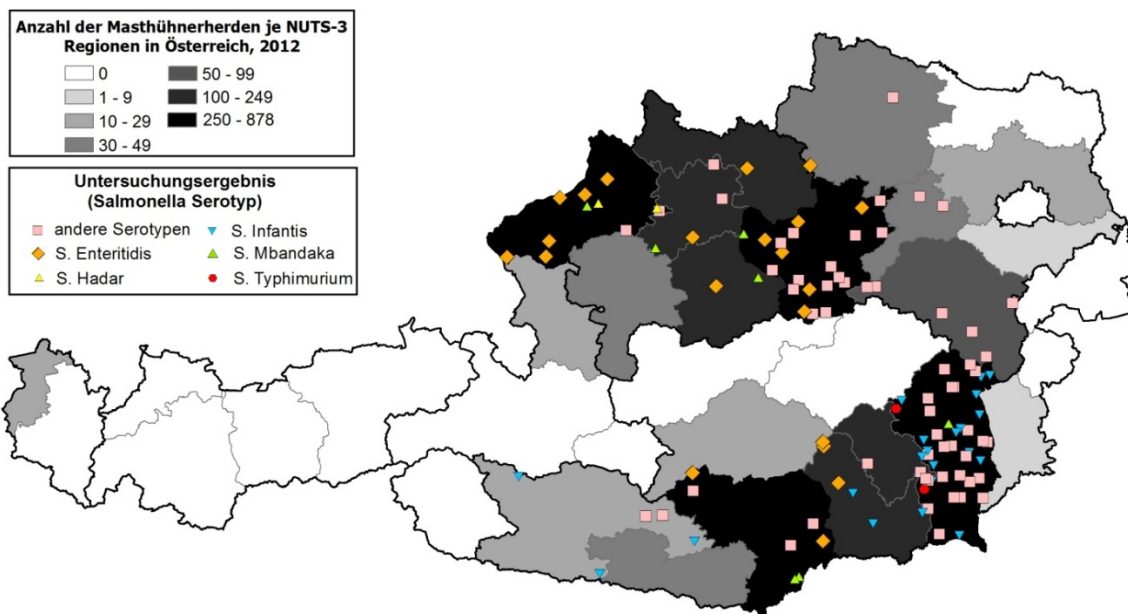 Anzahl der Masthühnerherden je NUTS-3
Regionen in Österreich, 2012
0
50 - 99
1 - 9
100 - 249
10 - 29
250 - 878
30 - 49
Untersuchungsergebnis
(Salmonella Serotyp)
andere Serotypen
S. Infantis
S. Enteritidis
S. Mbandaka
S. Hadar
S. Typhimurium